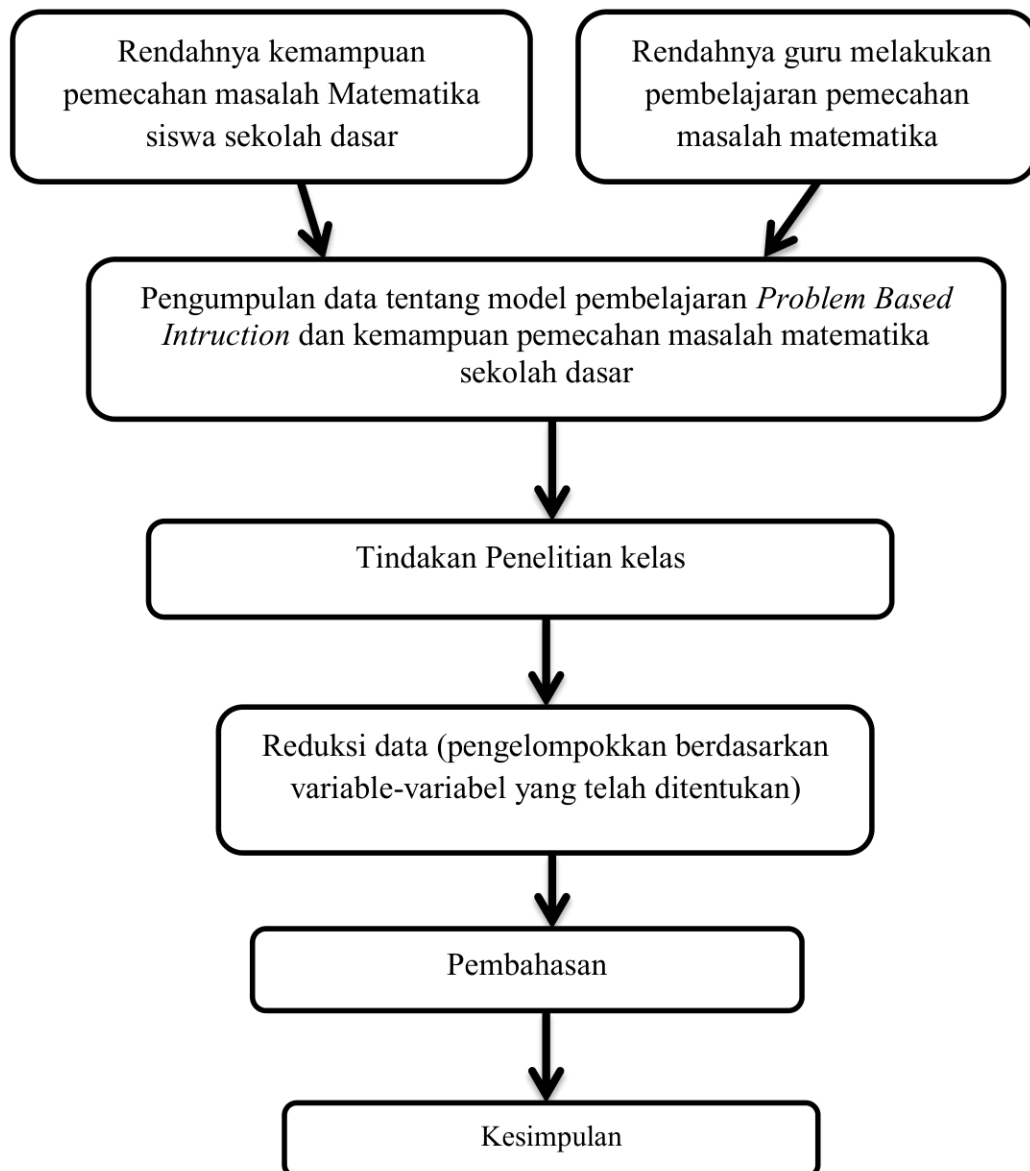 Rendahnya kemampuan
pemecahan masalah Matematika
siswa sekolah dasar
Rendahnya guru melakukan
pembelajaran pemecahan
masalah matematika
Pengumpulan data tentang model pembelajaran Problem Based
Intruction dan kemampuan pemecahan masalah matematika
sekolah dasar
Tindakan Penelitian kelas
Reduksi data (pengelompokkan berdasarkan
variable-variabel yang telah ditentukan)
Pembahasan
Kesimpulan